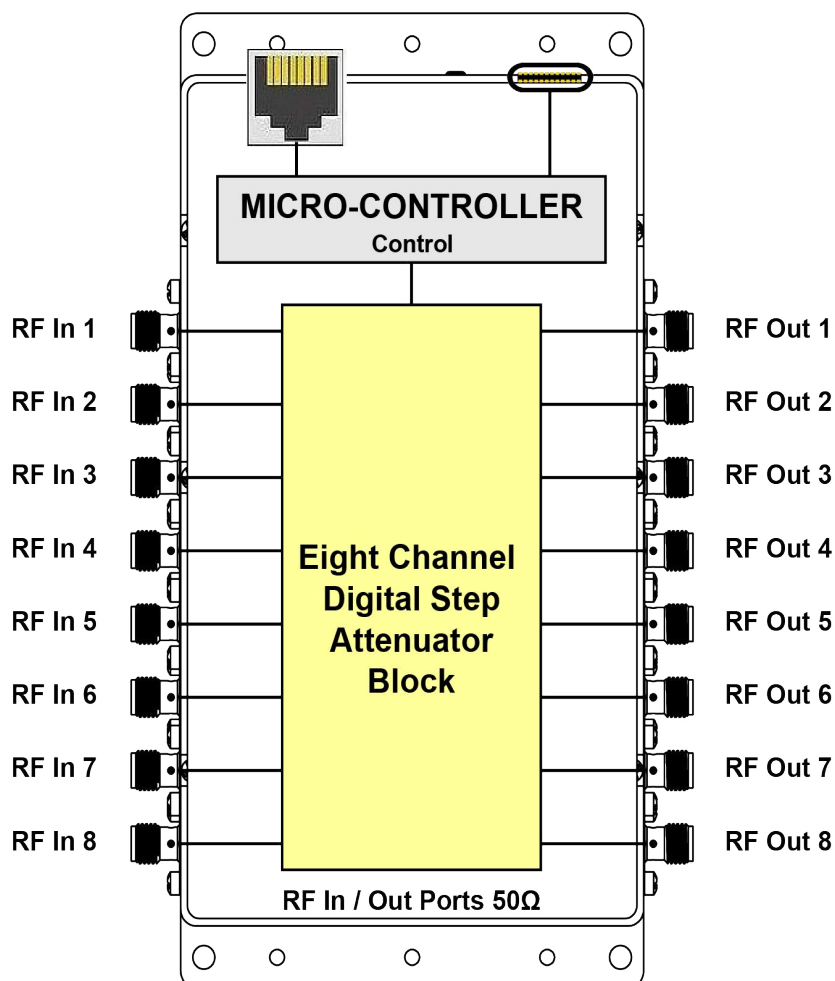 MICRO-CONTROLLER
Control
RF In 1
RF Out 1
RF In 2
RF Out 2
RF In 3
RF Out 3
RF In 4
RF Out 4
RF In 5
RF Out 5
RF In 6
RF Out 6
RF In 7
RF Out 7
RF In 8
RF Out 8
Eight Channel
Digital Step
Attenuator
Block
RF In / Out Ports 50Ω